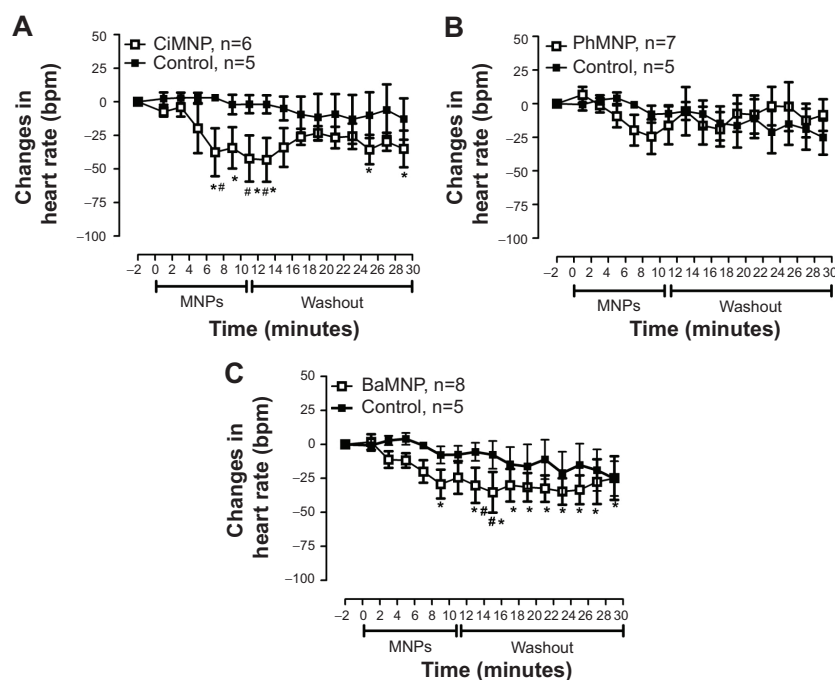 A
CiMNP, n=6
Control, n=5
Changes in
heart rate (bpm)
50
25
0
−25
−50
−75
−100
*# * #*#* * *
−2 0 2 4 6 8 10 12 14 16 18 20 22 24 26 28 30
MNPs Washout
Time (minutes)
B
PhMNP, n=7
Control, n=5
Changes in
heart rate (bpm)
50
25
0
−25
−50
−75
−100
−2 0 2 4 6 8 10 12 14 16 18 20 22 24 26 28 30
MNPs Washout
Time (minutes)
C
BaMNP, n=8
Control, n=5
Changes in
heart rate (bpm)
50
25
0
−25
−50
−75
−100
* *# #* * * * * * * *
−2 0 2 4 6 8 10 12 14 16 18 20 22 24 26 28 30
MNPs Washout
Time (minutes)